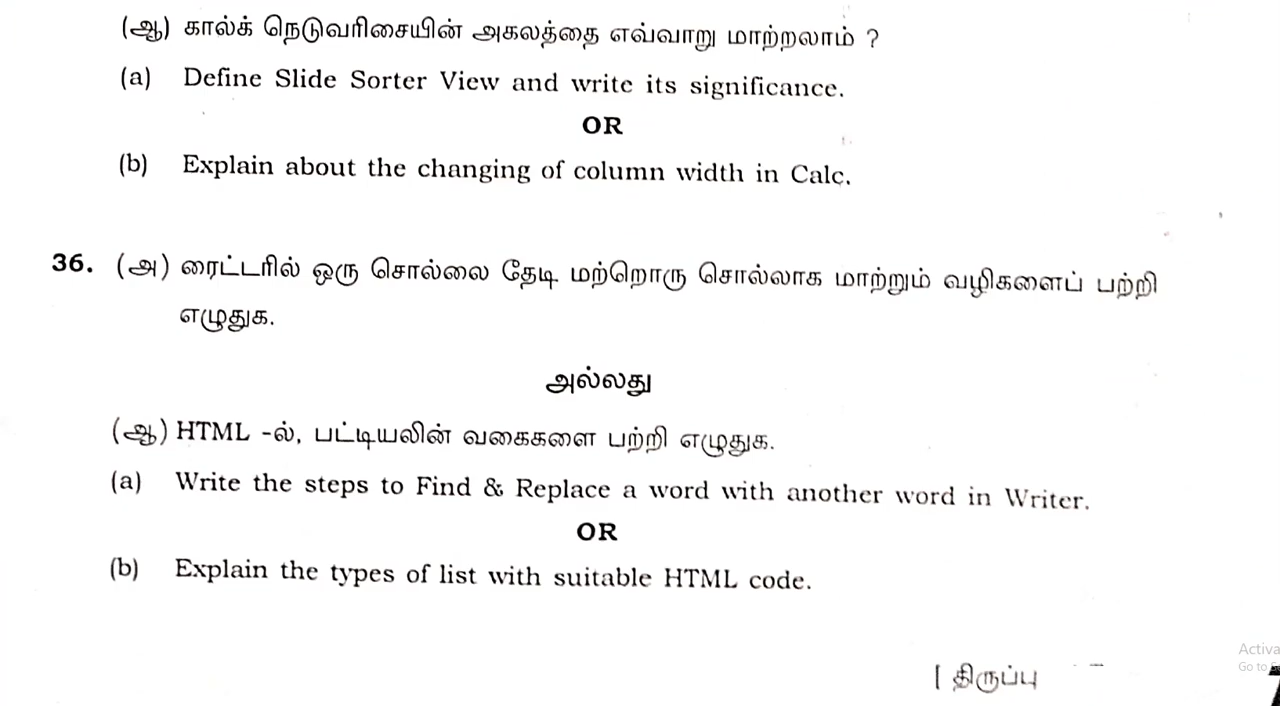 (ஆ) கால்க் நெடுவரிசையின் அகலத்தை எவ்வாறு மாற்றலாம் ?
(a) Define Slide Sorter View and write its significance.
OR
(b) Explain about the changing of column width in Calc.
36. (அ) ரைட்டரில் ஒரு சொல்லை தேடி மற்றொரு சொல்லாக மாற்றும் வழிகளைப் பற்றி
எழுதுக.
அல்லது
(ஆ) HTML -ல், பட்டியலின் வகைகளை பற்றி எழுதுக.
(a) Write the steps to Find & Replace a word with another word in Writer.
OR
(b) Explain the types of list with suitable HTML code.
Activa
Go to
[ திருப்பு